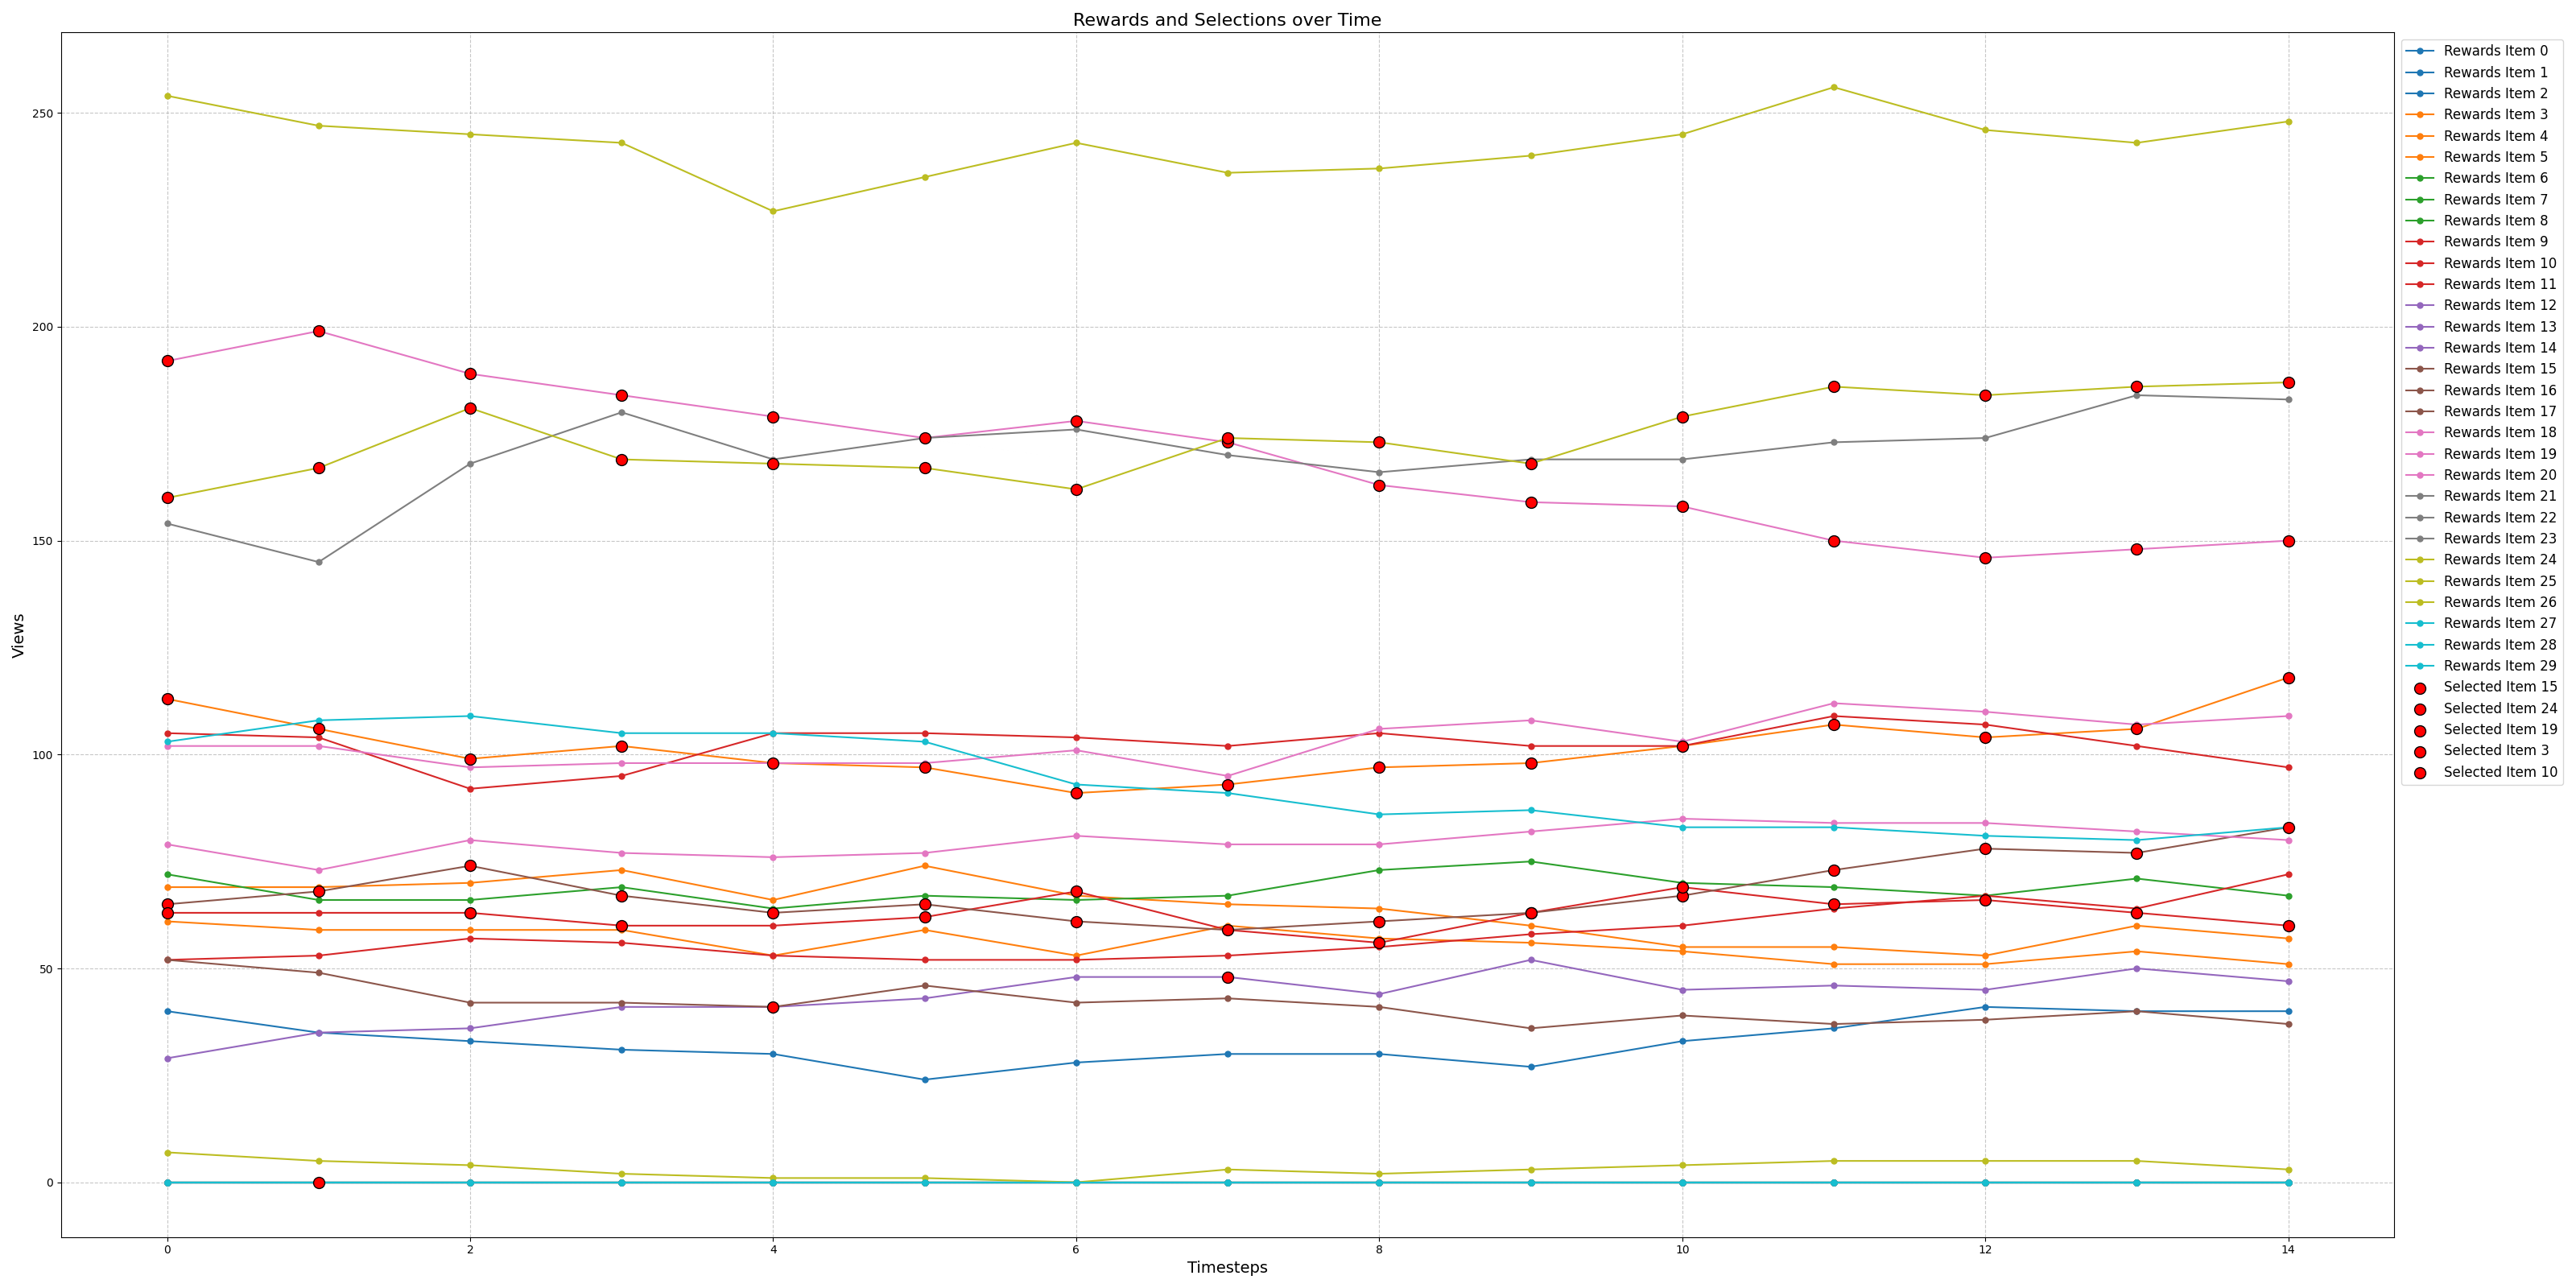 Rewards and Selections over Time
Views
250
200
150
100
50
0
0 2 4 6 8 10 12 14
Timesteps
Rewards Item 0
Rewards Item 1
Rewards Item 2
Rewards Item 3
Rewards Item 4
Rewards Item 5
Rewards Item 6
Rewards Item 7
Rewards Item 8
Rewards Item 9
Rewards Item 10
Rewards Item 11
Rewards Item 12
Rewards Item 13
Rewards Item 14
Rewards Item 15
Rewards Item 16
Rewards Item 17
Rewards Item 18
Rewards Item 19
Rewards Item 20
Rewards Item 21
Rewards Item 22
Rewards Item 23
Rewards Item 24
Rewards Item 25
Rewards Item 26
Rewards Item 27
Rewards Item 28
Rewards Item 29
Selected Item 15
Selected Item 24
Selected Item 19
Selected Item 3
Selected Item 10